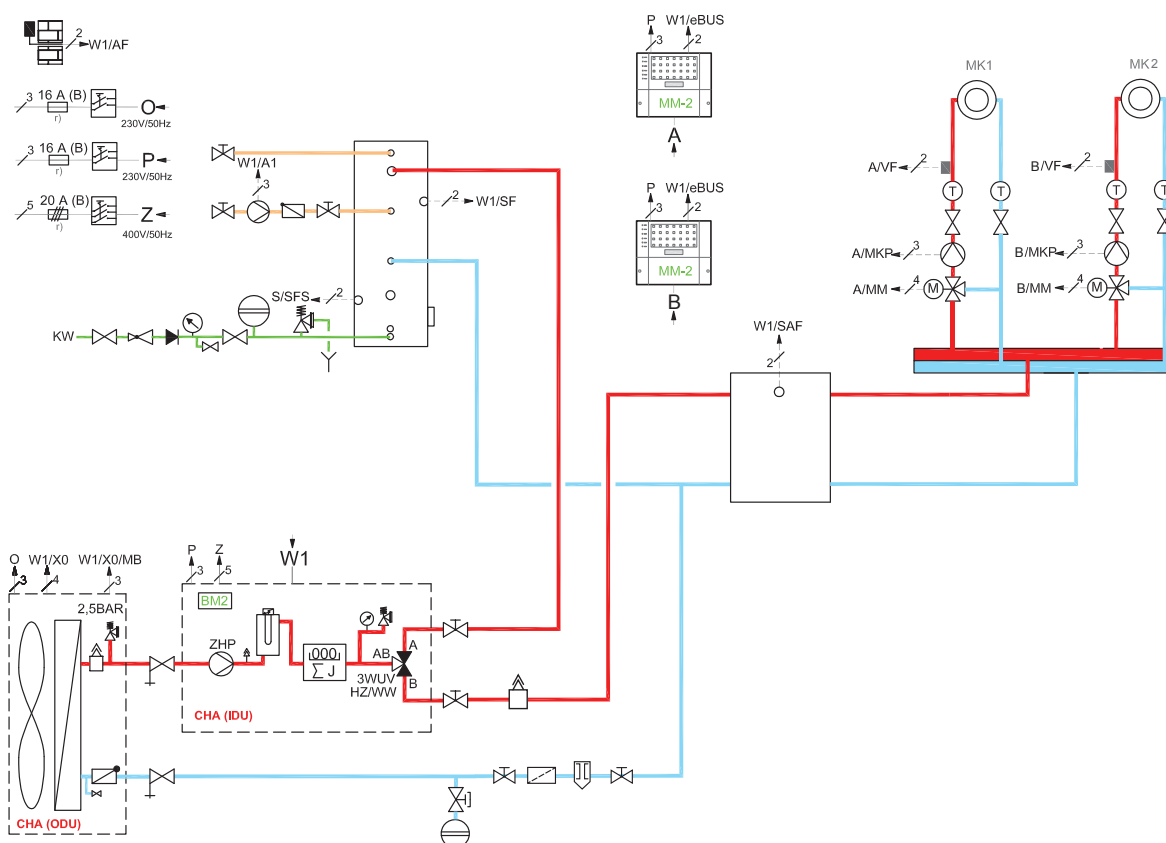 2
W1/AF
3
16 A (B)
r)
O
230V/50Hz
3
16 A (B)
r)
P
230V/50Hz
5
20 A (B)
r)
Z
400V/50Hz
W1/A1
3
2
W1/SF
S/SFS
2
KW
P
W1/eBUS
3
2
MM-2
A
P
W1/eBUS
3
2
MM-2
B
MK1
MK2
A/VF
2
B/VF
2
T
T
T
T
A/MKP
3
B/MKP
3
A/MM
4
M
B/MM
4
M
W1/SAF
2
O
W1/X0
W1/X0/MB
3
4
3
2,5BAR
CHA (ODU)
P
Z
W1
3
5
BM2
ZHP
000
Σ J
AB
A
B
3WUV
HZ/WW
CHA (IDU)